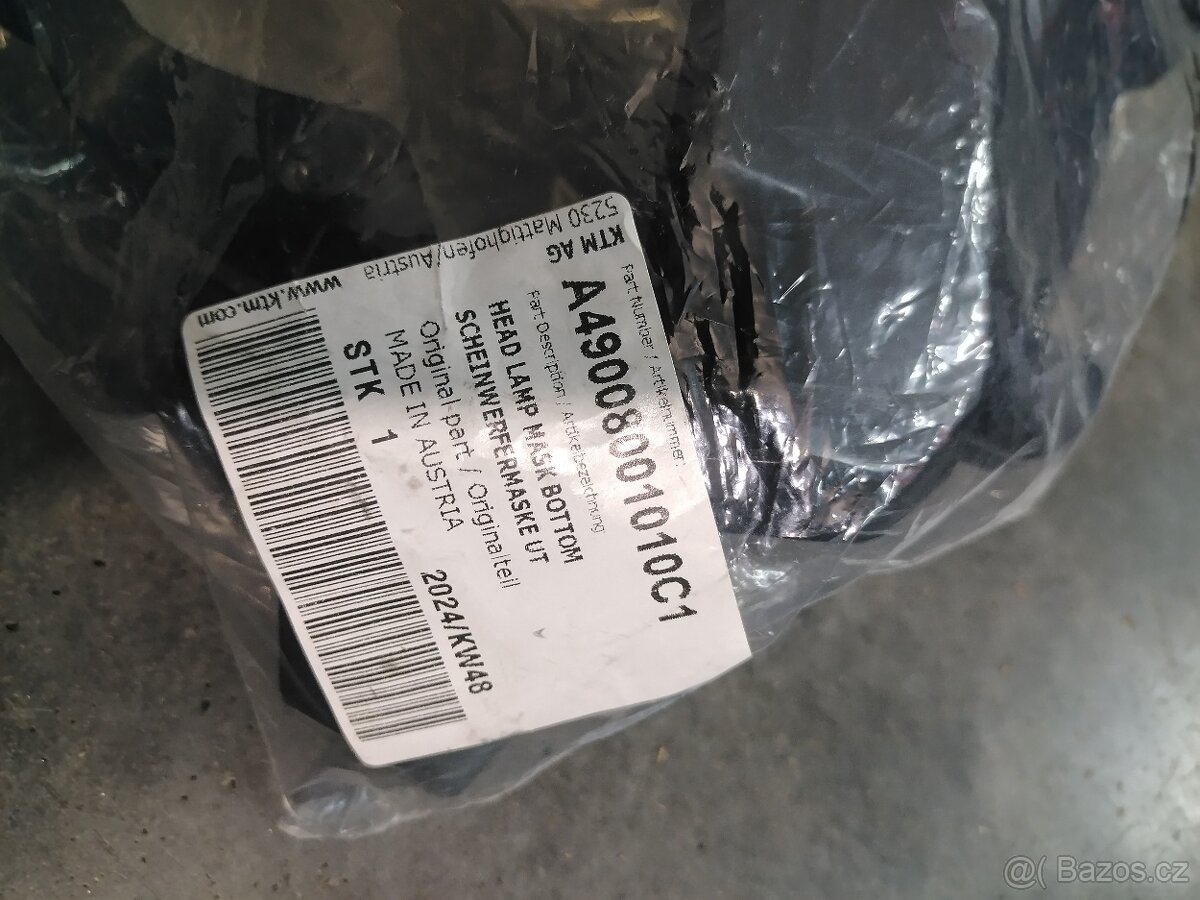 KTM AG
5230 Mattighofen/Austria
www.ktm.com
Part Number / Artikelnummer:
A49008001010C1
Part Description / Artikelbezeichnung
HEAD LAMP MASK BOTTOM
SCHEINWERFERMASKE UT
Original part / Originalteil
MADE IN AUSTRIA
2024/KW48
STK 1
@( Bazos.cz